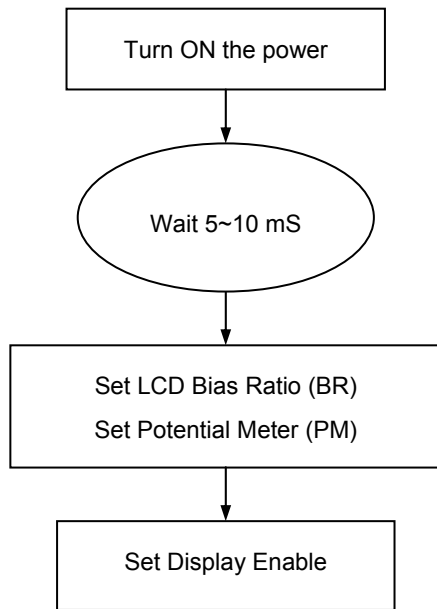 Turn ON the power
Wait 5~10 mS
Set LCD Bias Ratio (BR)
Set Potential Meter (PM)
Set Display Enable